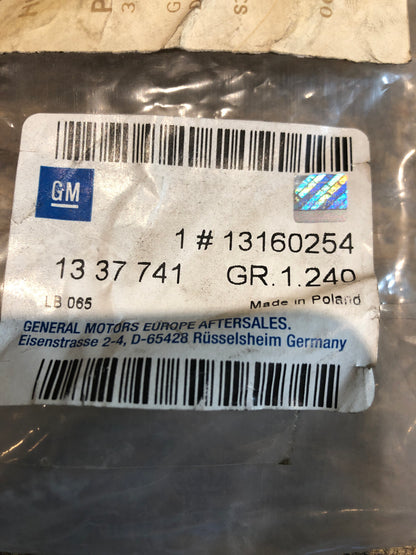 GM
1 # 13160254
13 37 741 GR.1.240
LB 065 Made in Poland
GENERAL MOTORS EUROPE AFTERSALES.
Eisenstrasse 2-4, D-65428 Rüsselsheim Germany